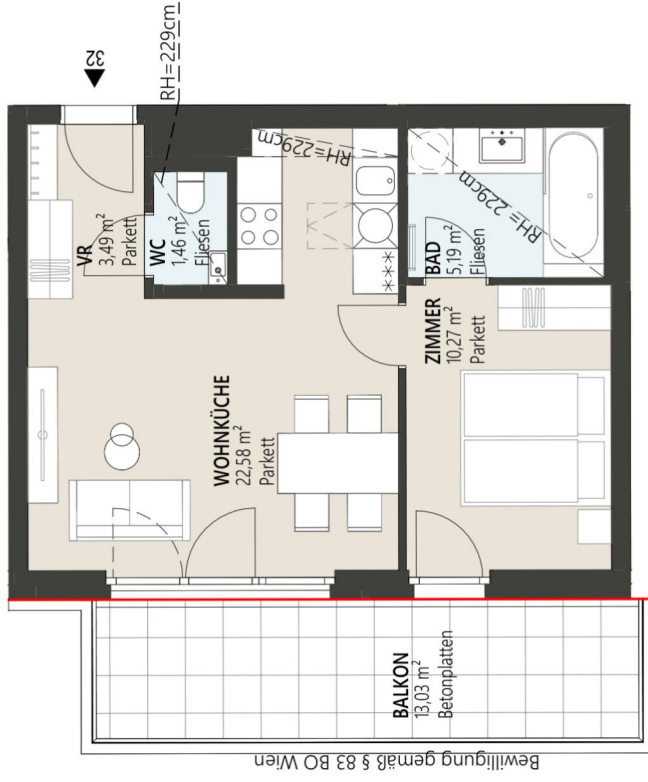 32
RH=229cm
VR
3,49 m²
Parkett
WC
1,46 m²
Fliesen
RH=229cm
BAD
5,19 m²
Fliesen
RH= 229cm
***
ZIMMER
10,27 m²
Parkett
WOHNKÜCHE
22,58 m²
Parkett
BALKON
13,03 m²
Betonplatten
Bewilligung gemäß § 83 BO Wien